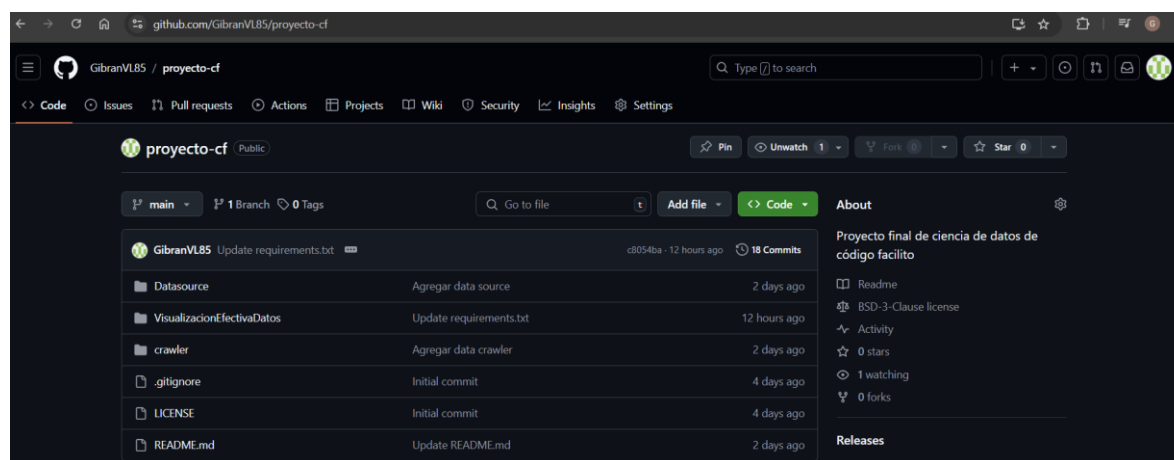 github.com/GibranVL85/proyecto-cf
G
GibranVL85 / proyecto-cf
Type / to search
<> Code Issues Pull requests Actions Projects Wiki Security Insights Settings
proyecto-cf Public
Pin Unwatch 1 Fork 0 Star 0
main 1 Branch 0 Tags
Go to file t
Add file <> Code
About
GibranVL85 Update requirements.txt c8054ba · 12 hours ago 18 Commits
Proyecto final de ciencia de datos de
código facilito
Datasource Agregar data source 2 days ago
Readme
VisualizacionEfectivaDatos Update requirements.txt 12 hours ago
BSD-3-Clause license
Activity
crawler Agregar data crawler 2 days ago
0 stars
.gitignore Initial commit 4 days ago
1 watching
0 forks
LICENSE Initial commit 4 days ago
README.md Update README.md 2 days ago
Releases